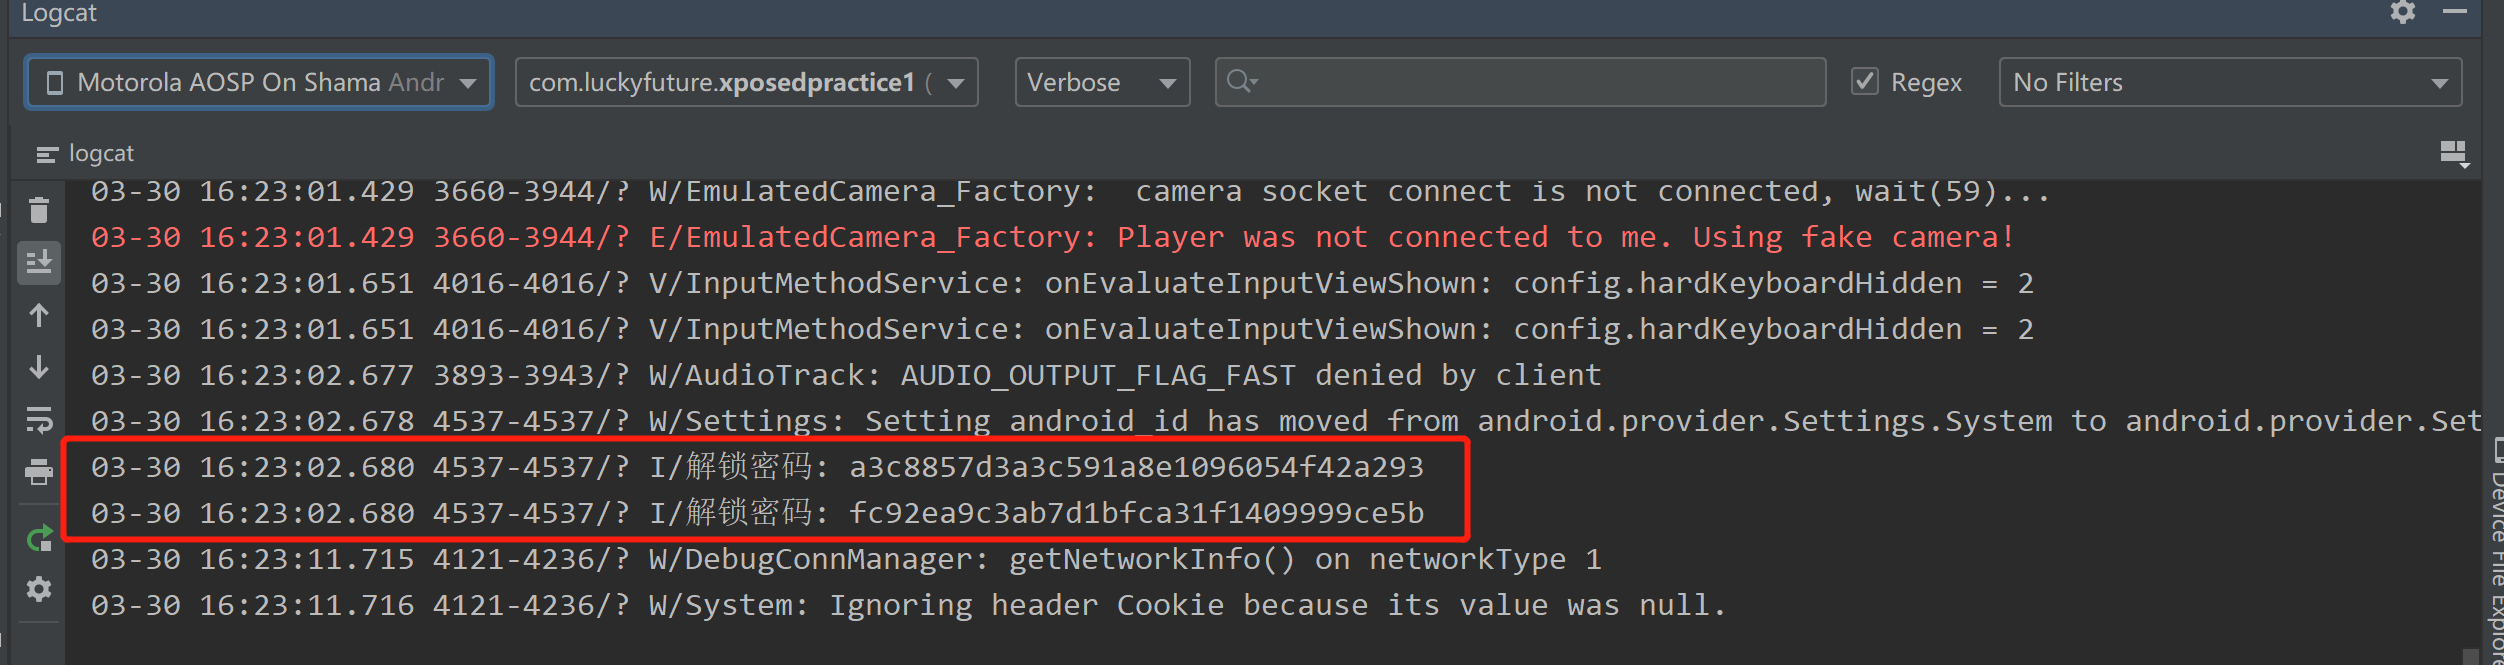 Logcat
Motorola AOSP On Shama Andr com.luckyfuture.xposedpractice1 ( Verbose Regex No Filters
logcat
03-30 16:23:01.429 3660-3944/? W/EmulatedCamera_Factory:  camera socket connect is not connected, wait(59)...
03-30 16:23:01.429 3660-3944/? E/EmulatedCamera_Factory: Player was not connected to me. Using fake camera!
03-30 16:23:01.651 4016-4016/? V/InputMethodService: onEvaluateInputViewShown: config.hardKeyboardHidden = 2
03-30 16:23:01.651 4016-4016/? V/InputMethodService: onEvaluateInputViewShown: config.hardKeyboardHidden = 2
03-30 16:23:02.677 3893-3943/? W/AudioTrack: AUDIO_OUTPUT_FLAG_FAST denied by client
03-30 16:23:02.678 4537-4537/? W/Settings: Setting android_id has moved from android.provider.Settings.System to android.provider.Set
03-30 16:23:02.680 4537-4537/? I/解锁密码: a3c8857d3a3c591a8e1096054f42a293
03-30 16:23:02.680 4537-4537/? I/解锁密码: fc92ea9c3ab7d1bfca31f1409999ce5b
03-30 16:23:11.715 4121-4236/? W/DebugConnManager: getNetworkInfo() on networkType 1
03-30 16:23:11.716 4121-4236/? W/System: Ignoring header Cookie because its value was null.
Device File Explor